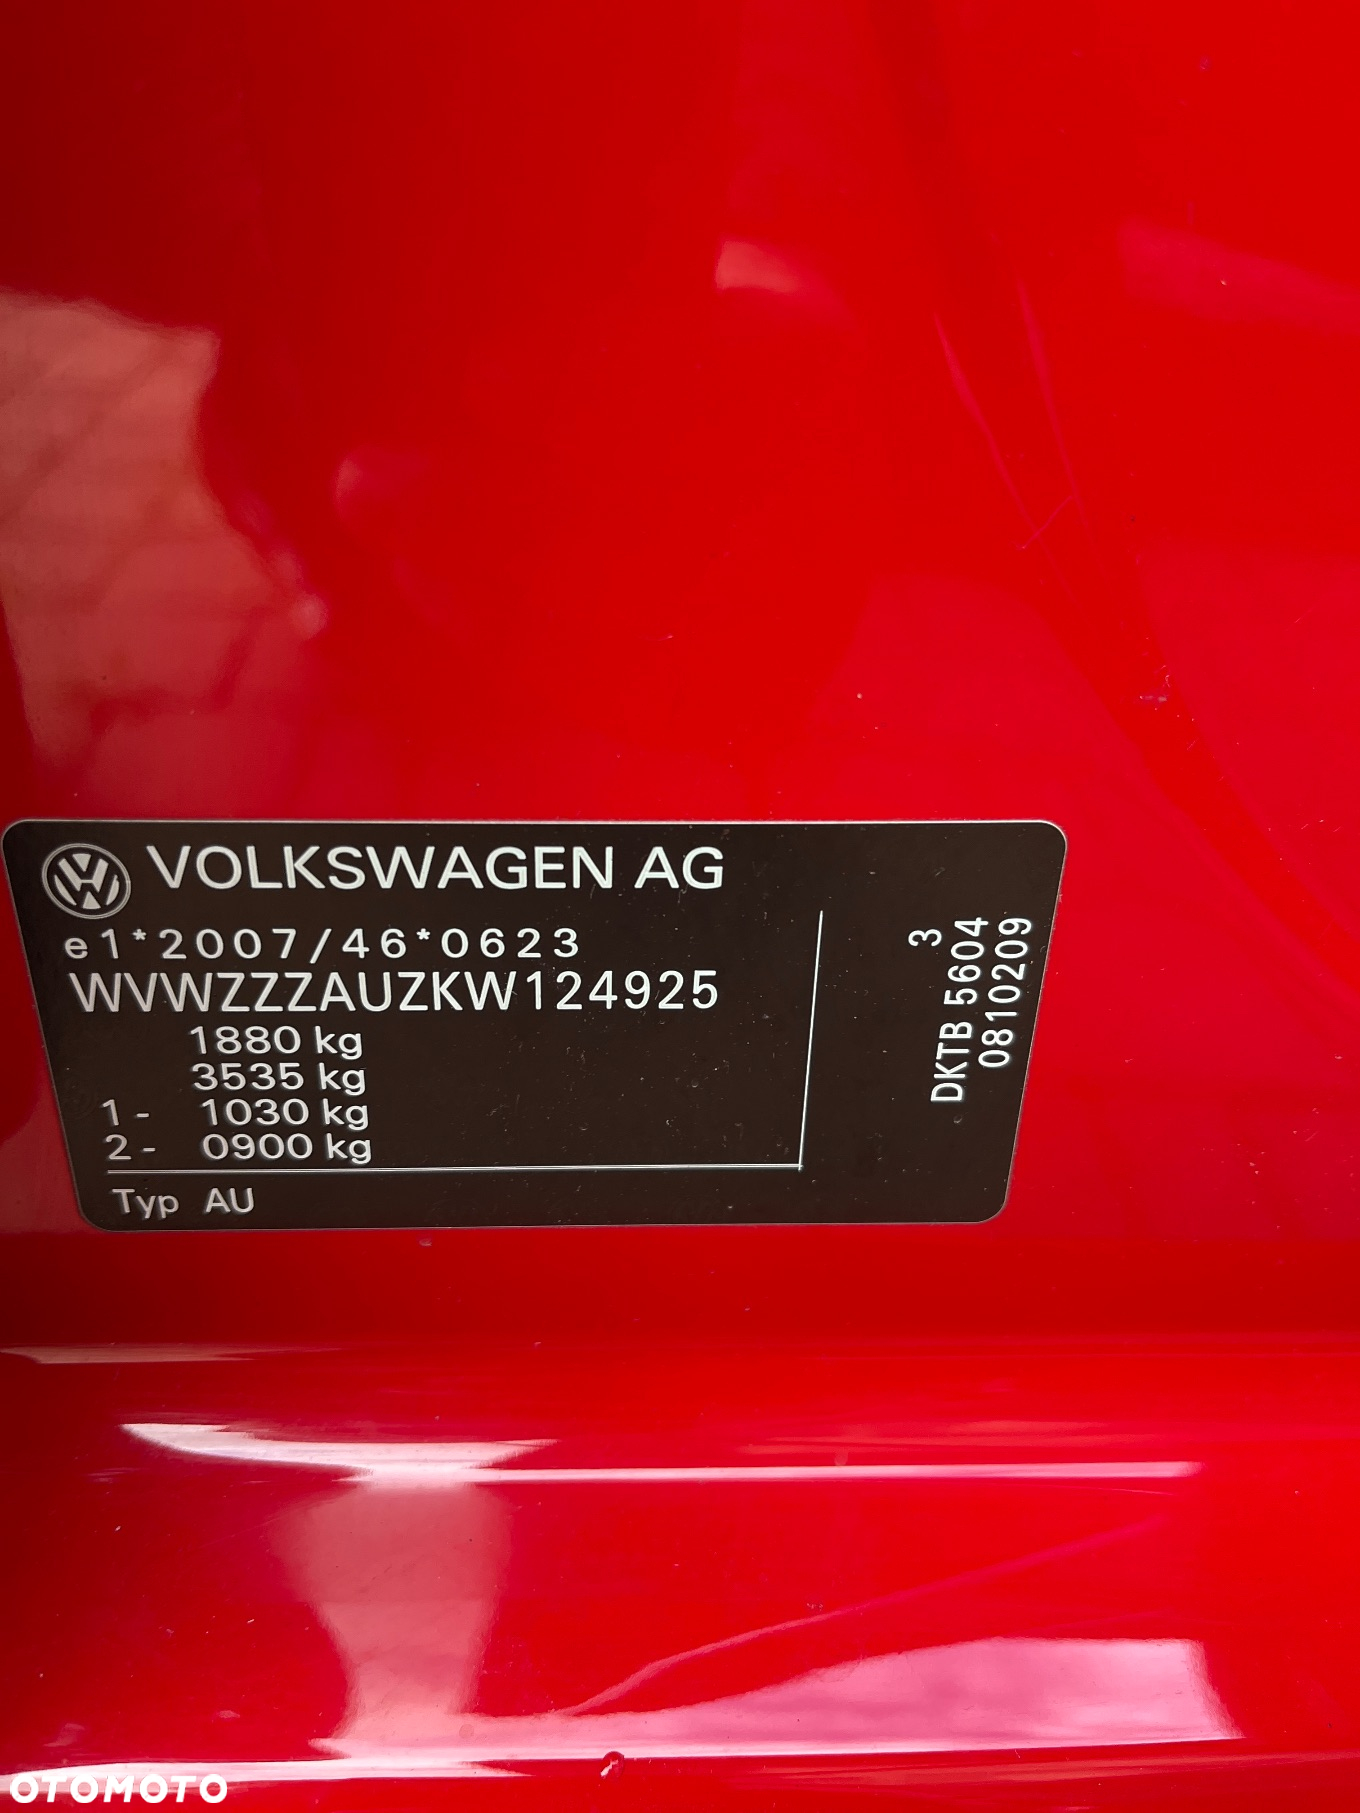 VOLKSWAGEN AG
e1*2007/46*0623
WVWZZZAUZKW124925
1880 kg
3535 kg
1- 1030 kg
2- 0900 kg
Typ AU
3
DKTB 5604
0810209
OTOMOTO